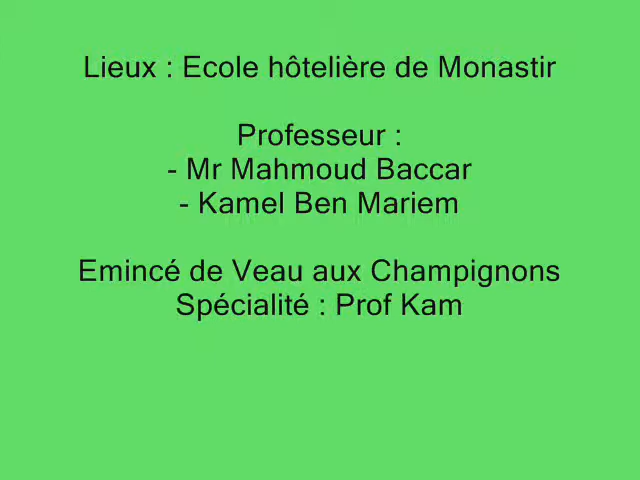 Lieux : Ecole hôtelière de Monastir
Professeur :
- Mr Mahmoud Baccar
- Kamel Ben Mariem
Emincé de Veau aux Champignons
Spécialité : Prof Kam